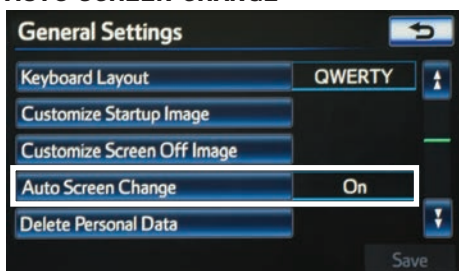 General Settings
Keyboard Layout QWERTY
Customize Startup Image
Customize Screen Off Image
Auto Screen Change On
Delete Personal Data
Save